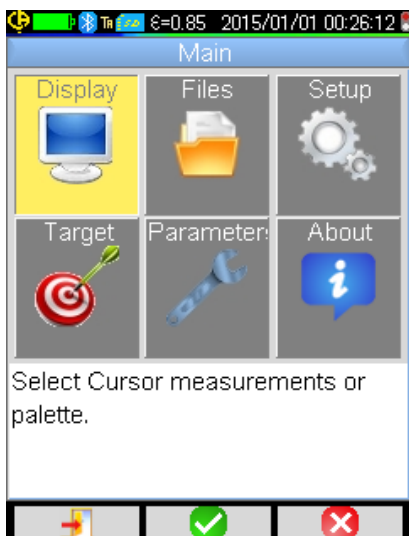 ε=0.85 2015/01/01 00:26:12
Main
Display Files Setup
Target Parameter: About
Select Cursor measurements or
palette.